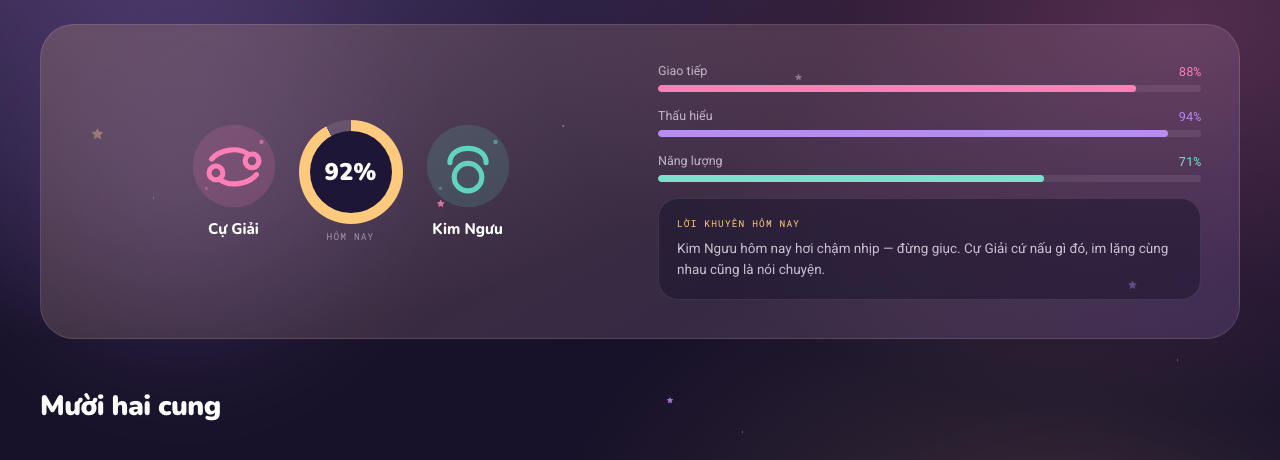 92%
Cự Giải
HÔM NAY
Kim Ngưu
Giao tiếp 88%
Thấu hiểu 94%
Năng lượng 71%
LỜI KHUYÊN HÔM NAY
Kim Ngưu hôm nay hơi chậm nhịp — đừng giục. Cự Giải cứ nấu gì đó, im lặng cùng
nhau cũng là nói chuyện.
Mười hai cung